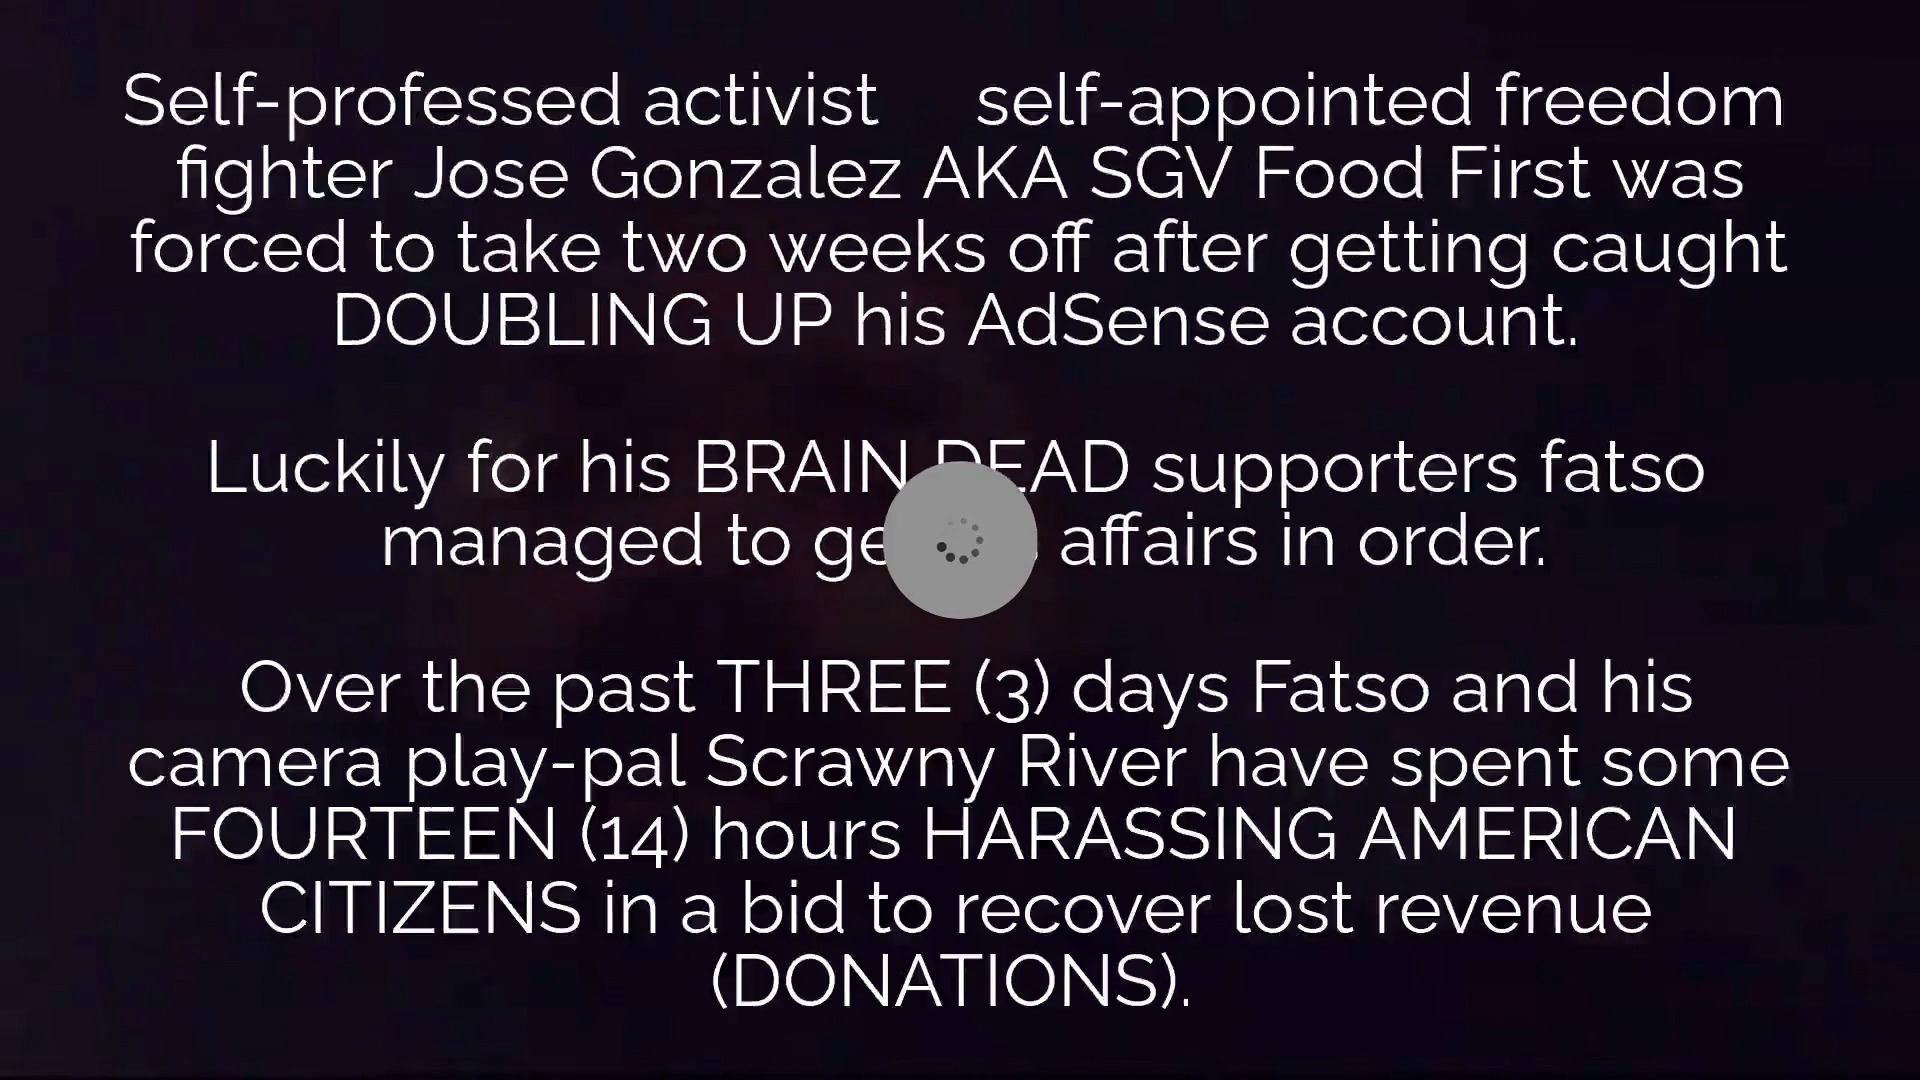 Self-professed activist self-appointed freedom
fighter Jose Gonzalez AKA SGV Food First was
forced to take two weeks off after getting caught
DOUBLING UP his AdSense account.
Luckily for his BRAIN DEAD supporters fatso
managed to affairs in order.
Over the past THREE (3) days Fatso and his
camera play-pal Scrawny River have spent some
FOURTEEN (14) hours HARASSING AMERICAN
CITIZENS in a bid to recover lost revenue
(DONATIONS).